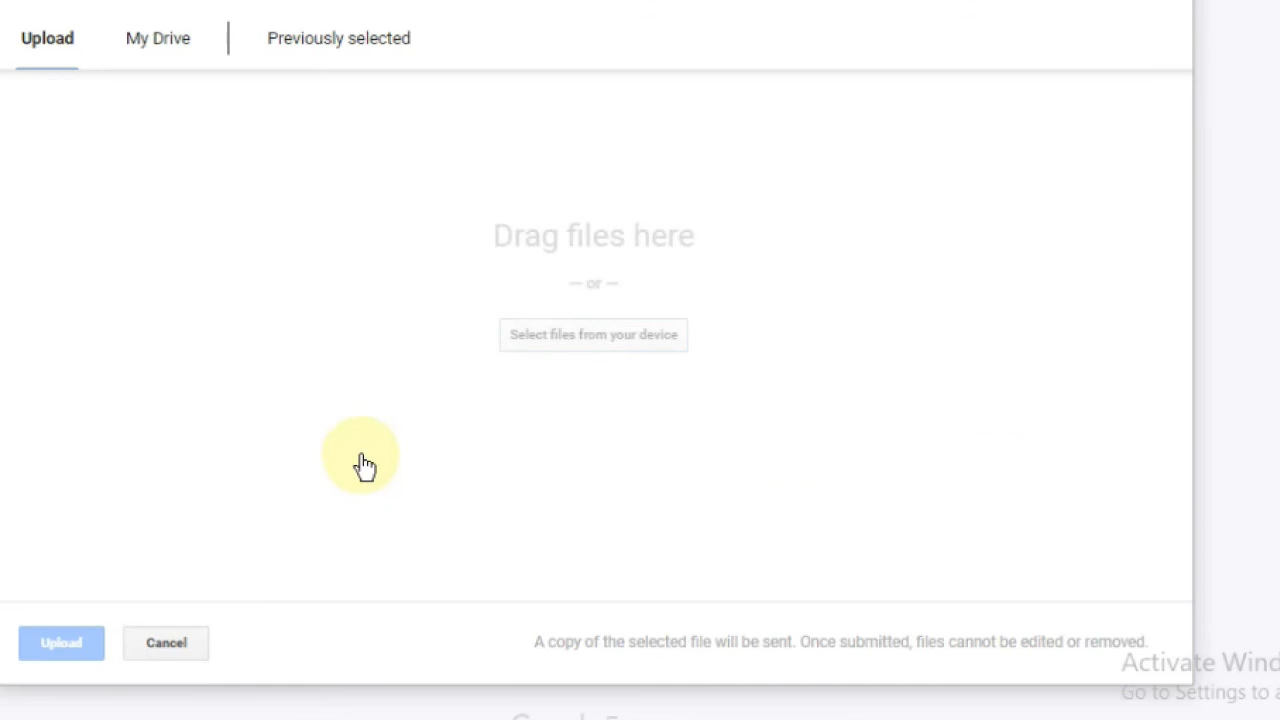 Upload My Drive Previously selected
Drag files here
— or —
Select files from your device
Upload Cancel A copy of the selected file will be sent. Once submitted, files cannot be edited or removed.
Activate Wind
Go to Settings to a